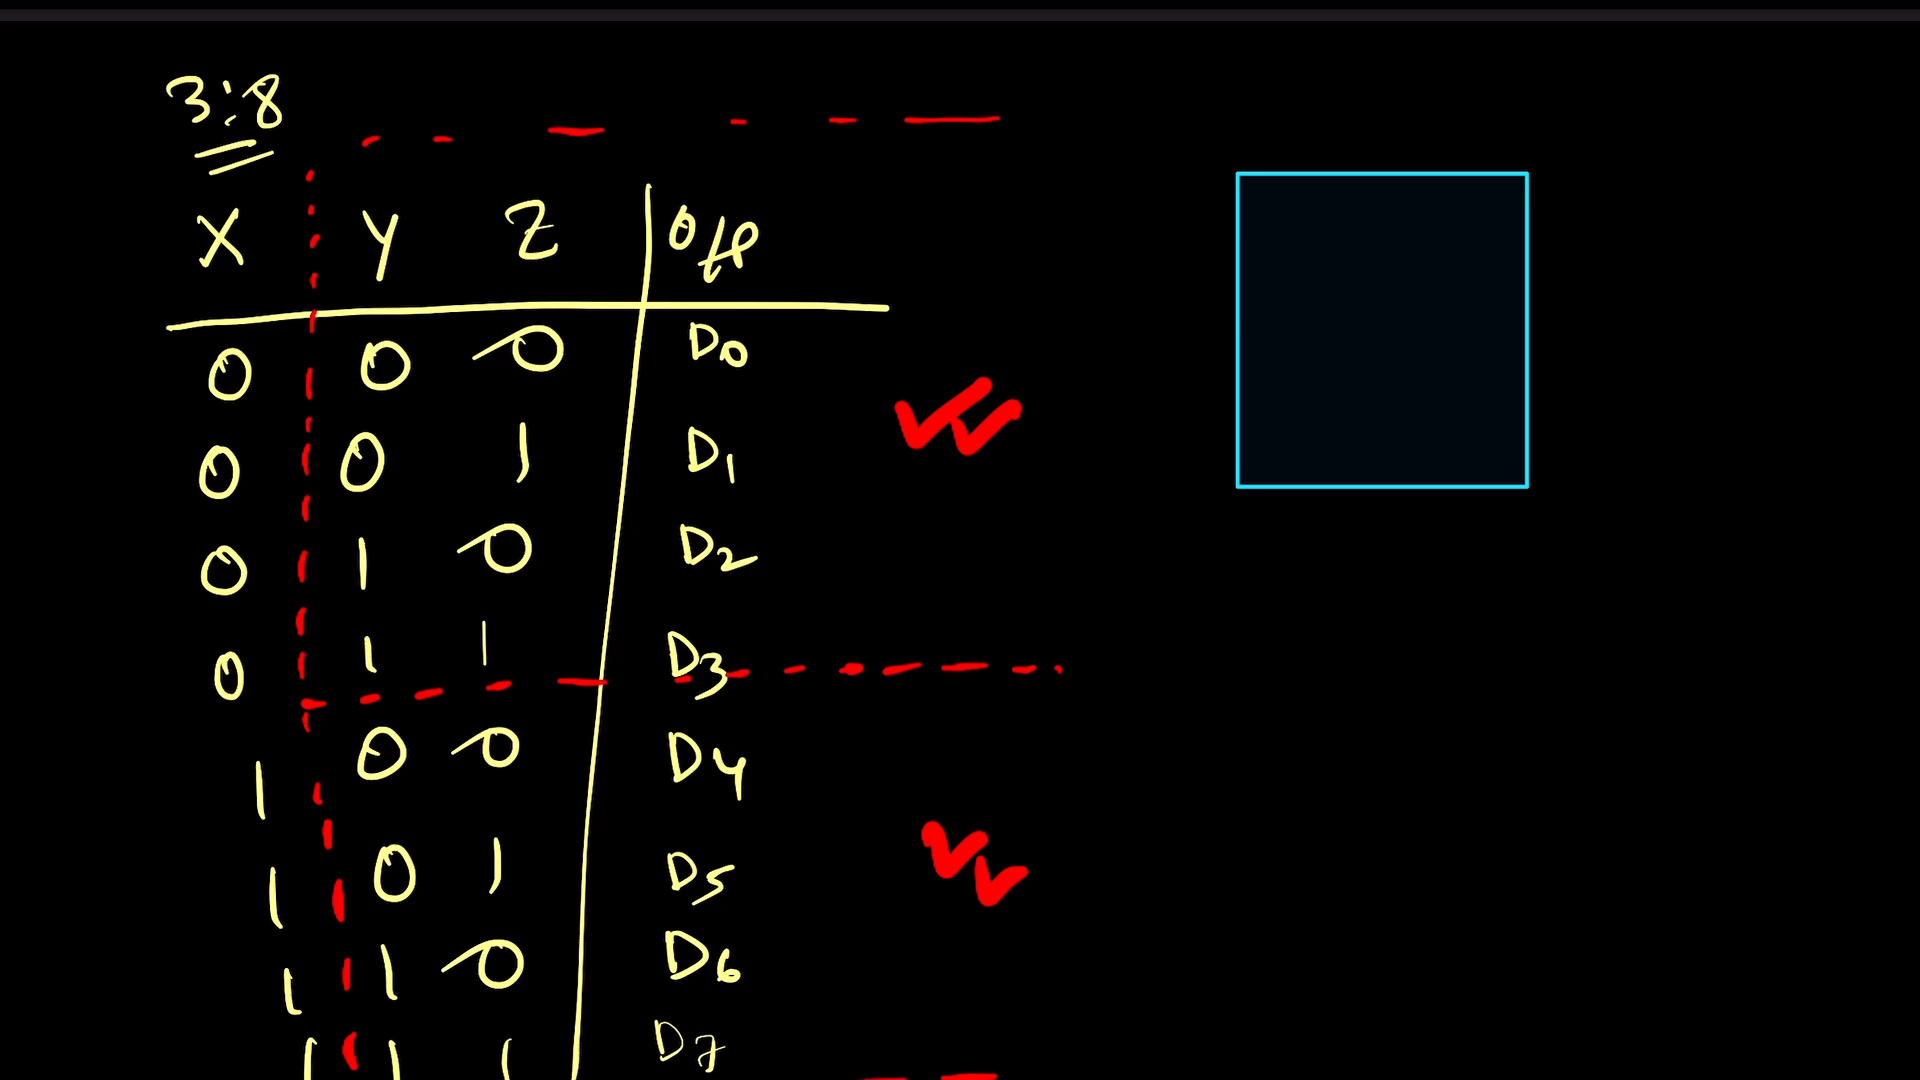 3:8
X Y Z O/P
0 0 0 D0
0 0 1 D1
0 1 0 D2
0 1 1 D3
1 0 0 D4
1 0 1 D5
1 1 0 D6
1 1 1 D7